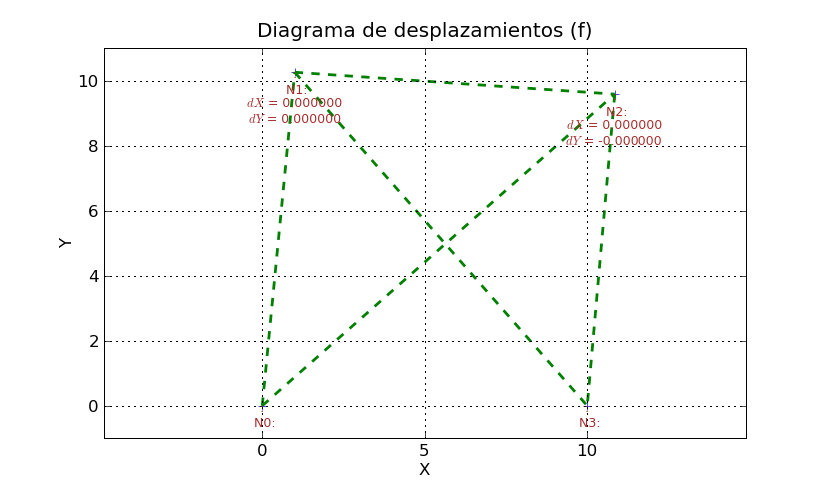 Diagrama de desplazamientos (f)
10
8
6
4
2
0
Y
N1:
dX = 0.000000
dY = 0.000000
N2:
dX = 0.000000
dY = -0.000000
N0:
N3:
0
5
10
X